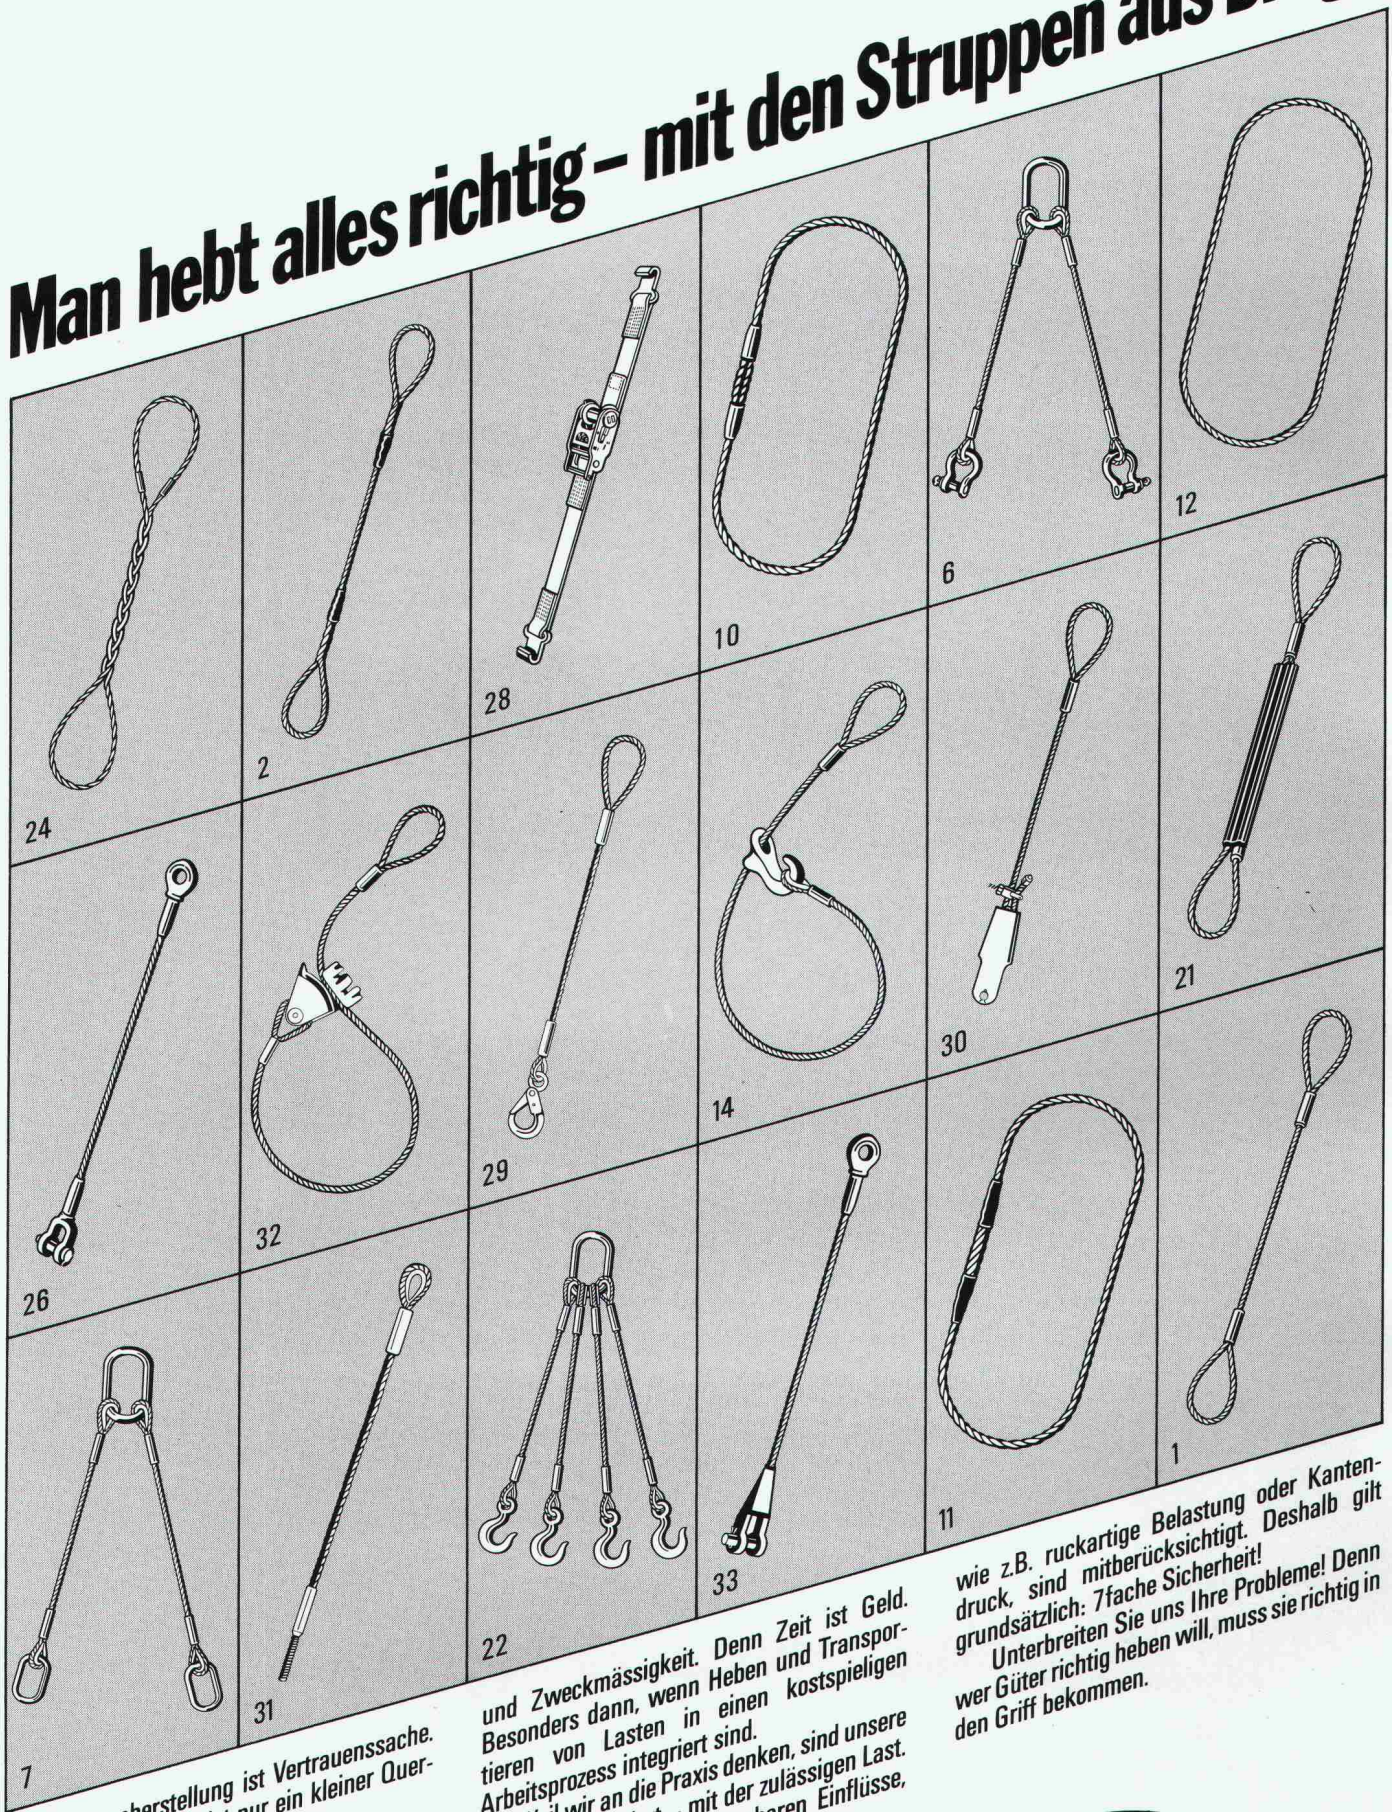 Man hebt alles richtig – mit den Struppen aus
24
2
28
10
6
12
26
32
29
14
30
21
7
31
22
33
11
1
ist Vertrauenssache.
nur ein kleiner Quer-
und Zweckmässigkeit. Denn Zeit ist Geld.
Besonders dann, wenn Heben und Transpor-
tieren von Lasten in einen kostspieligen
Arbeitsprozess integriert sind.
wir an die Praxis denken, sind unsere
mit der zulässigen Last.
Einflüsse,
wie z.B. ruckartige Belastung oder Kanten-
druck, sind mitberücksichtigt. Deshalb gilt
grundsätzlich: 7fache Sicherheit!
Unterbreiten Sie uns Ihre Probleme! Denn
wer Güter richtig heben will, muss sie richtig in
den Griff bekommen.